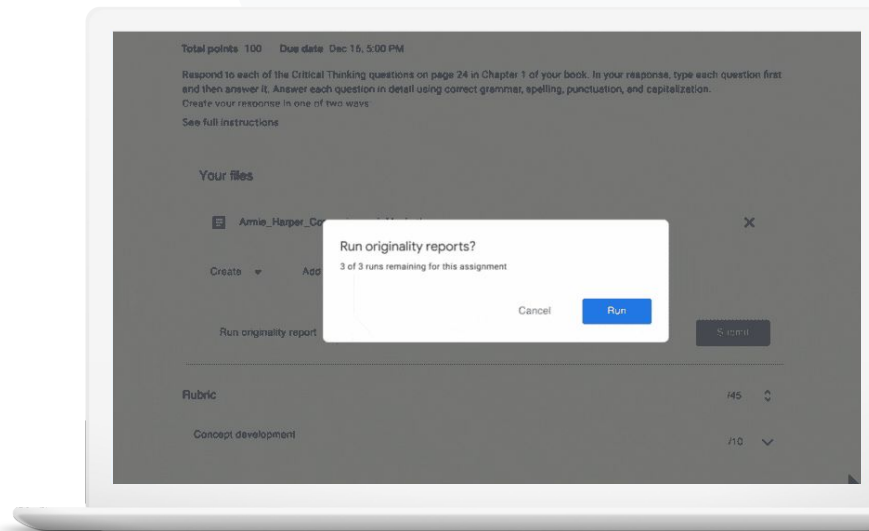 Total points 100 Due date Dec 16, 5:00 PM
Respond to each of the Critical Thinking questions on page 24 in Chapter 1 of your book. In your response, type each question first
and then answer it. Answer each question in detail using correct grammar, spelling, punctuation, and capitalization.
Create your response in one of two ways:
See full instructions
Your files
Armie_Harper_Co
Run originality reports?
3 of 3 runs remaining for this assignment
Create
Add
Cancel
Run
Run originality report
Submit
Rubric
/45
Concept development
/10